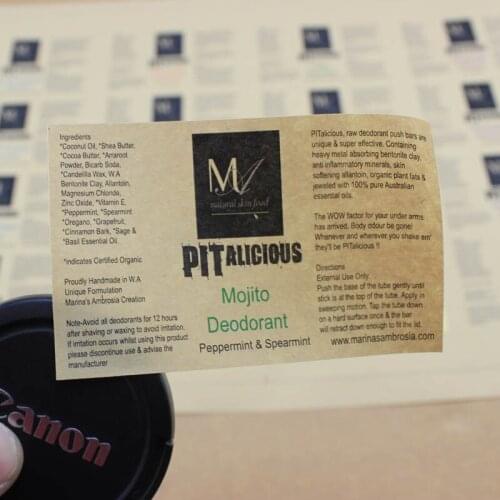 Ingredients
*Coconut Oil, *Shea Butter,
*Cocoa Butter, *Arraroot
Powder, Bicarb Soda,
*Candelilla Wax, W.A
Bentonite Clay, Allantoin,
Magnesium Chloride,
Zinc Oxide, *Vitamin E,
*Peppermint, *Spearmint
*Oregano, *Grapefruit,
*Cinnamon Bark, *Sage &
*Basil Essential Oil.
*indicates Certified Organic
Proudly Handmade in W.A
Unique Formulation
Marina's Ambrosia Creation
Note-Avoid all deodorants for 12 hours
after shaving or waxing to avoid irritation.
If irritation occurs whilst using this product
please discontinue use & advise the
manufacturer
MA
natural skin food
PITALICIOUS
Mojito
Deodorant
Peppermint & Spearmint
PITalicious, raw deodorant push bars are
unique & super effective. Containing
heavy metal absorbing bentonite clay,
anti inflammatory minerals, skin
softening allantoin, organic plant fats &
jeweled with 100% pure Australian
essential oils.
The WOW factor for your under arms
has arrived. Body odour be gone!
Whenever and wherever you shake em'
they'll be PITalicious !!
Directions
External Use Only.
Push the base of the tube gently until
stick is at the top of the tube. Apply in
sweeping motion. Tap the tube down
on a hard surface once & the bar
will retract down enough to fit the lid.
www.marinasambrosia.com
Canon